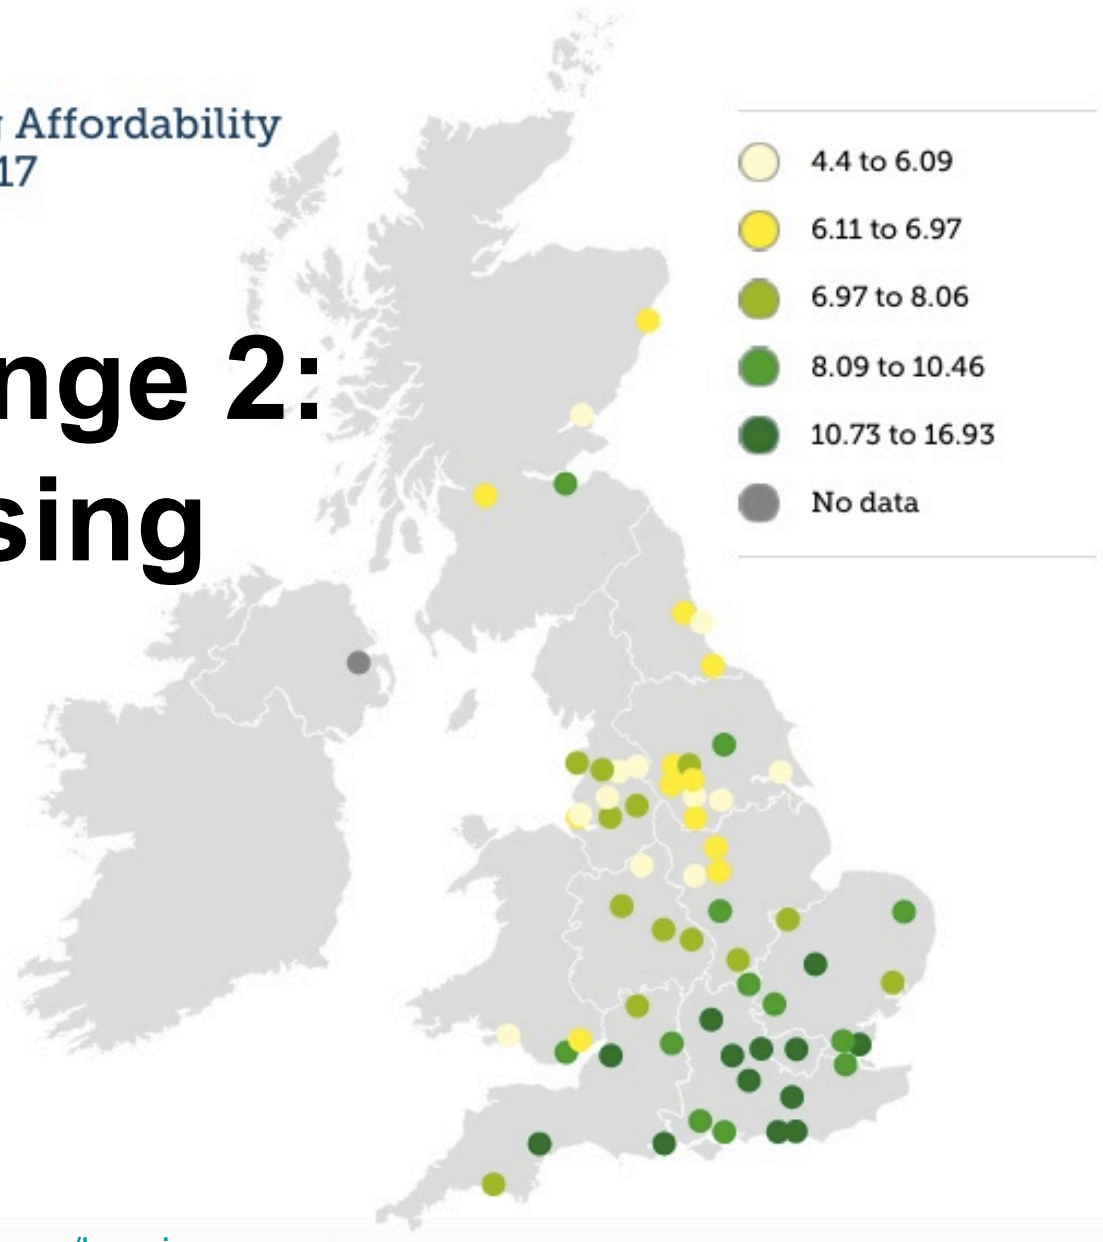 Affordability
17
nge 2:
sing
4.4 to 6.09
6.11 to 6.97
6.97 to 8.06
8.09 to 10.46
10.73 to 16.93
No data